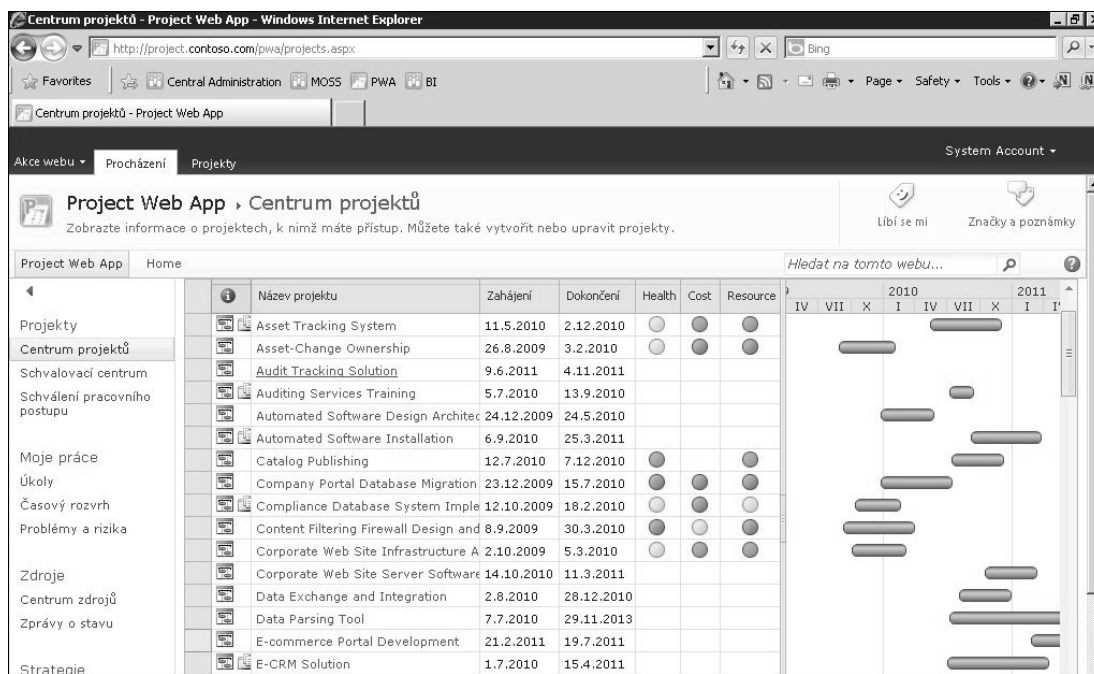 Centrum projektů - Project Web App - Windows Internet Explorer
http://project.contoso.com/pwa/projects.aspx
Bing
Favorites Central Administration MOSS PWA BI
Page Safety Tools
Centrum projektů - Project Web App
System Account
Akce webu Procházení Projekty
Project Web App Centrum projektů
Zobrazte informace o projektech, k nimž máte přístup. Můžete také vytvořit nebo upravit projekty.
Líbí se mi Značky a poznámky
Project Web App Home
Hledat na tomto webu...
Projekty
Centrum projektů
Schvalovací centrum
Schválení pracovního
postupu
Moje práce
Úkoly
Časový rozvrh
Problémy a rizika
Zdroje
Centrum zdrojů
Zprávy o stavu
Strategie
Název projektu Zahájení Dokončení Health Cost Resource
2010 2011
IV VII X I IV VII X I
Asset Tracking System 11.5.2010 2.12.2010
Asset-Change Ownership 26.8.2009 3.2.2010
Audit Tracking Solution 9.6.2011 4.11.2011
Auditing Services Training 5.7.2010 13.9.2010
Automated Software Design Architec 24.12.2009 24.5.2010
Automated Software Installation 6.9.2010 25.3.2011
Catalog Publishing 12.7.2010 7.12.2010
Company Portal Database Migration 23.12.2009 15.7.2010
Compliance Database System Imple 12.10.2009 18.2.2010
Content Filtering Firewall Design and 8.9.2009 30.3.2010
Corporate Web Site Infrastructure A 2.10.2009 5.3.2010
Corporate Web Site Server Software 14.10.2010 11.3.2011
Data Exchange and Integration 2.8.2010 28.12.2010
Data Parsing Tool 7.7.2010 29.11.2013
E-commerce Portal Development 21.2.2011 19.7.2011
E-CRM Solution 1.7.2010 15.4.2011